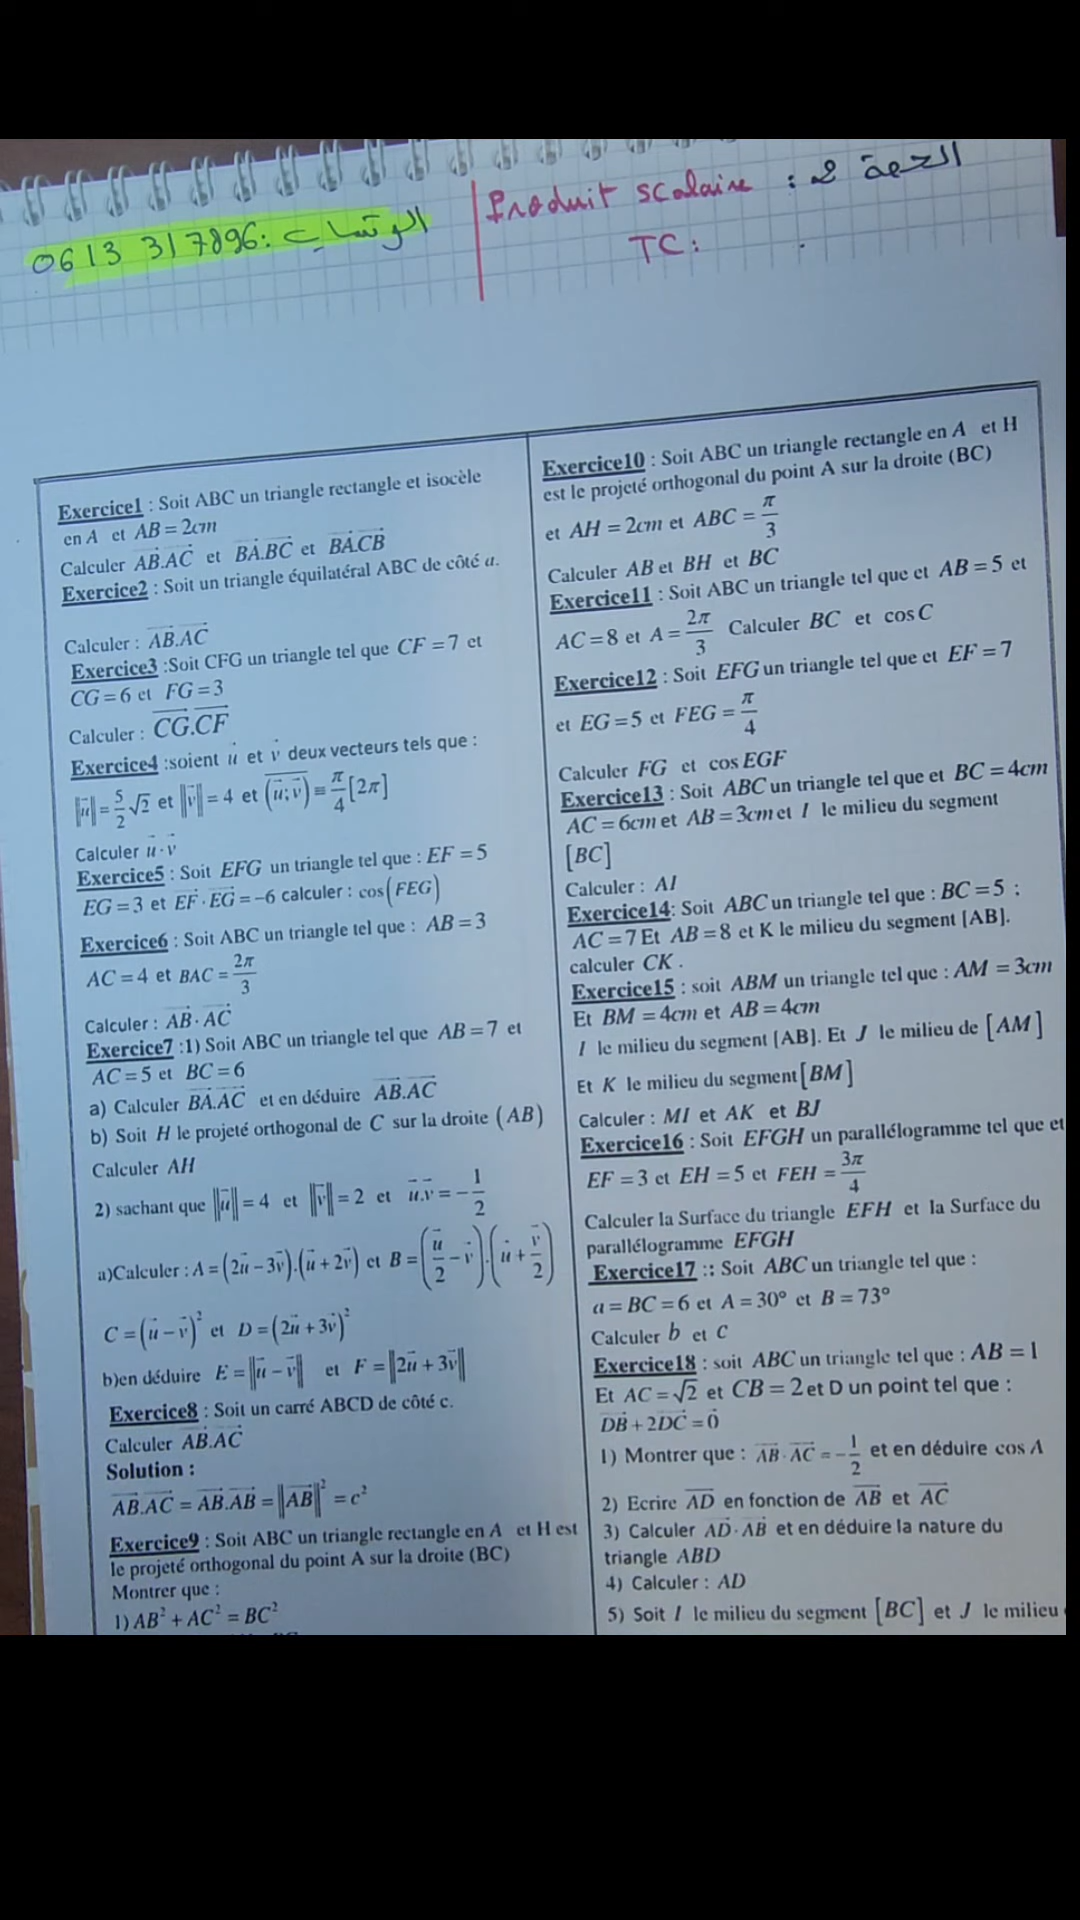 Produit scolaire : الحصة 2
0613 317896: الوتساب
TC:
Exercice1 : Soit ABC un triangle rectangle et isocèle
en A et AB = 2cm
Calculer AB.AC et BA.BC et BA.CB
Exercice2 : Soit un triangle équilatéral ABC de côté a.
Calculer : AB.AC
Exercice3 :Soit CFG un triangle tel que CF = 7 et
CG = 6 et FG = 3
Calculer : CG.CF
Exercice4 :soient u et v deux vecteurs tels que :
‖u‖ = 5/2 √2 et ‖v‖ = 4 et (u;v) ≡ π/4 [2π]
Calculer u · v
Exercice5 : Soit EFG un triangle tel que : EF = 5
EG = 3 et EF · EG = −6 calculer : cos(FEG)
Exercice6 : Soit ABC un triangle tel que : AB = 3
AC = 4 et BAC = 2π/3
Calculer : AB · AC
Exercice7 :1) Soit ABC un triangle tel que AB = 7 et
AC = 5 et BC = 6
a) Calculer BA.AC et en déduire AB.AC
b) Soit H le projeté orthogonal de C sur la droite (AB)
Calculer AH
2) sachant que ‖u‖ = 4 et ‖v‖ = 2 et u.v = −1/2
a)Calculer : A = (2u − 3v).(u + 2v) et B = (u/2 − v).(u + v/2)
C = (u − v)² et D = (2u + 3v)²
b)en déduire E = ‖u − v‖ et F = ‖2u + 3v‖
Exercice8 : Soit un carré ABCD de côté c.
Calculer AB.AC
Solution :
AB.AC = AB.AB = ‖AB‖² = c²
Exercice9 : Soit ABC un triangle rectangle en A et H est
le projeté orthogonal du point A sur la droite (BC)
Montrer que :
1) AB² + AC² = BC²
Exercice10 : Soit ABC un triangle rectangle en A et H
est le projeté orthogonal du point A sur la droite (BC)
et AH = 2cm et ABC = π/3
Calculer AB et BH et BC
Exercice11 : Soit ABC un triangle tel que et AB = 5 et
AC = 8 et A = 2π/3 Calculer BC et cos C
Exercice12 : Soit EFG un triangle tel que et EF = 7
et EG = 5 et FEG = π/4
Calculer FG et cos EGF
Exercice13 : Soit ABC un triangle tel que et BC = 4cm
AC = 6cm et AB = 3cm et I le milieu du segment
[BC]
Calculer : AI
Exercice14: Soit ABC un triangle tel que : BC = 5 ;
AC = 7 Et AB = 8 et K le milieu du segment [AB].
calculer CK .
Exercice15 : soit ABM un triangle tel que : AM = 3cm
Et BM = 4cm et AB = 4cm
I le milieu du segment [AB]. Et J le milieu de [AM]
Et K le milieu du segment [BM]
Calculer : MI et AK et BJ
Exercice16 : Soit EFGH un parallélogramme tel que et
EF = 3 et EH = 5 et FEH = 3π/4
Calculer la Surface du triangle EFH et la Surface du
parallélogramme EFGH
Exercice17 :: Soit ABC un triangle tel que :
a = BC = 6 et A = 30° et B = 73°
Calculer b et c
Exercice18 : soit ABC un triangle tel que : AB = 1
Et AC = √2 et CB = 2 et D un point tel que :
DB + 2DC = 0
1) Montrer que : AB · AC = −1/2 et en déduire cos A
2) Ecrire AD en fonction de AB et AC
3) Calculer AD · AB et en déduire la nature du
triangle ABD
4) Calculer : AD
5) Soit I le milieu du segment [BC] et J le milieu